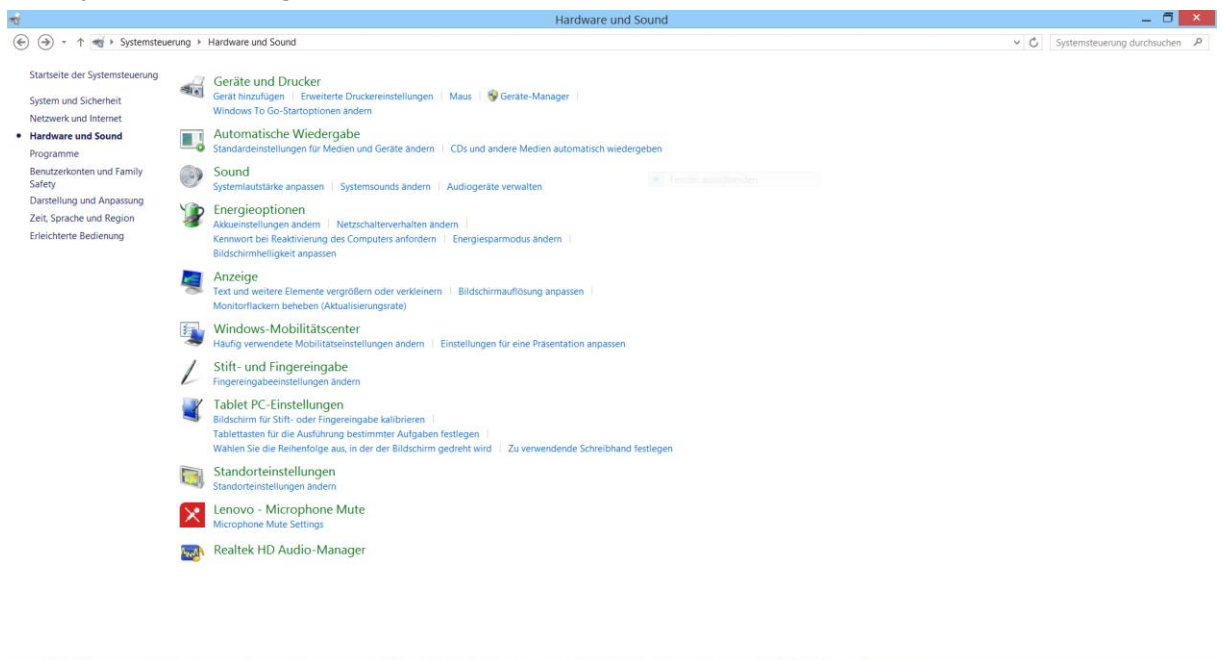 Hardware und Sound
Systemsteuerung Hardware und Sound
Systemsteuerung durchsuchen
Startseite der Systemsteuerung
System und Sicherheit
Netzwerk und Internet
Hardware und Sound
Programme
Benutzerkonten und Family
Safety
Darstellung und Anpassung
Zeit, Sprache und Region
Erleichterte Bedienung
Geräte und Drucker
Gerät hinzufügen Erweiterte Druckereinstellungen Maus Geräte-Manager
Windows To Go-Startoptionen ändern
Automatische Wiedergabe
Standardeinstellungen für Medien und Geräte ändern CDs und andere Medien automatisch wiedergeben
Sound
Systemlautstärke anpassen Systemsounds ändern Audiogeräte verwalten
Energieoptionen
Akkueinstellungen ändern Netzschalterverhalten ändern
Kennwort bei Reaktivierung des Computers anfordern Energiesparmodus ändern
Bildschirmhelligkeit anpassen
Anzeige
Text und weitere Elemente vergrößern oder verkleinern Bildschirmauflösung anpassen
Monitorflackern beheben (Aktualisierungsrate)
Windows-Mobilitätscenter
Häufig verwendete Mobilitätseinstellungen ändern Einstellungen für eine Präsentation anpassen
Stift- und Fingereingabe
Fingereingabeeinstellungen ändern
Tablet PC-Einstellungen
Bildschirm für Stift- oder Fingereingabe kalibrieren
Tablettasten für die Ausführung bestimmter Aufgaben festlegen
Wählen Sie die Reihenfolge aus, in der der Bildschirm gedreht wird Zu verwendende Schreibhand festlegen
Standorteinstellungen
Standorteinstellungen ändern
Lenovo - Microphone Mute
Microphone Mute Settings
Realtek HD Audio-Manager